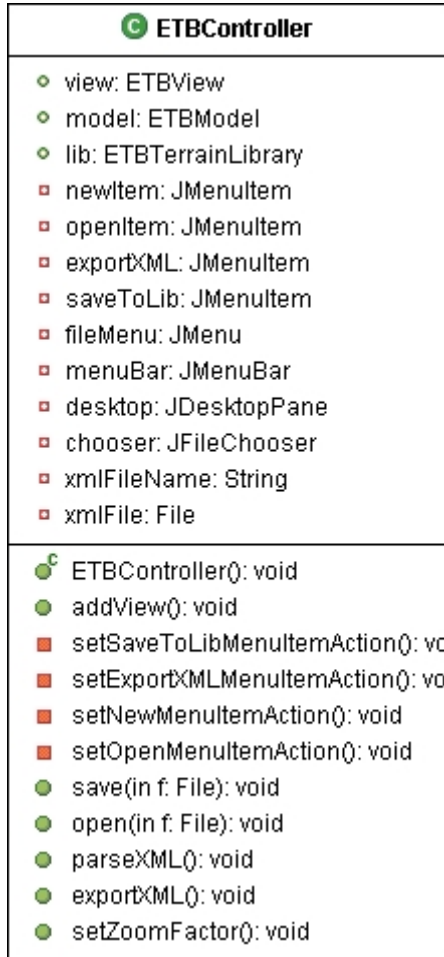 C ETBController
view: ETBView
model: ETBModel
lib: ETBTerrainLibrary
newItem: JMenuItem
openItem: JMenuItem
exportXML: JMenuItem
saveToLib: JMenuItem
fileMenu: JMenu
menuBar: JMenuBar
desktop: JDesktopPane
chooser: JFileChooser
xmlFileName: String
xmlFile: File
C ETBController(): void
addView(): void
setSaveToLibMenuItemAction(): vo
setExportXMLMenuItemAction(): vo
setNewMenuItemAction(): void
setOpenMenuItemAction(): void
save(in f: File): void
open(in f: File): void
parseXML(): void
exportXML(): void
setZoomFactor(): void